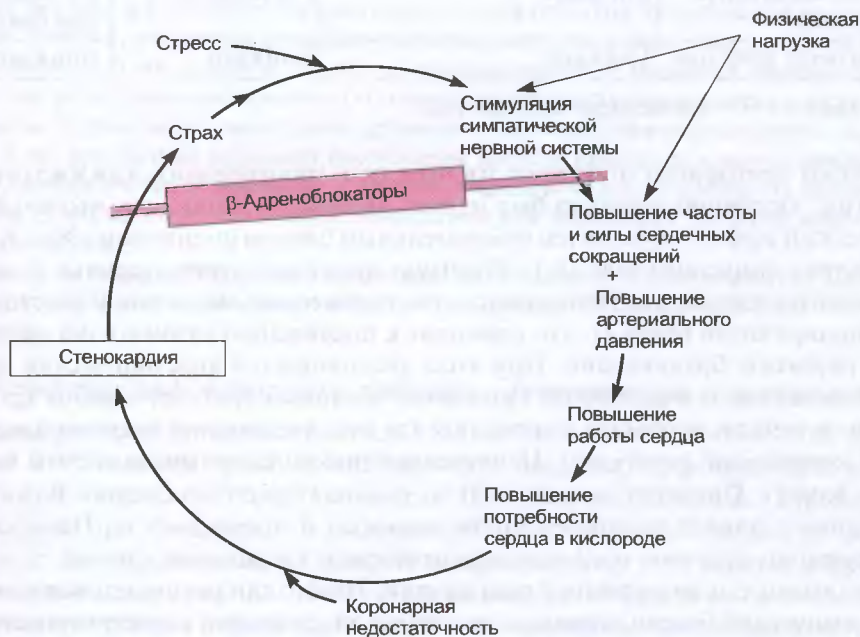 Физическая
нагрузка
Стресс
Страх
Стимуляция
симпатической
нервной системы
β-Адреноблокаторы
Повышение частоты
и силы сердечных
сокращений
+
Повышение
артериального
давления
Стенокардия
Повышение
работы сердца
Повышение
потребности
сердца в кислороде
Коронарная
недостаточность